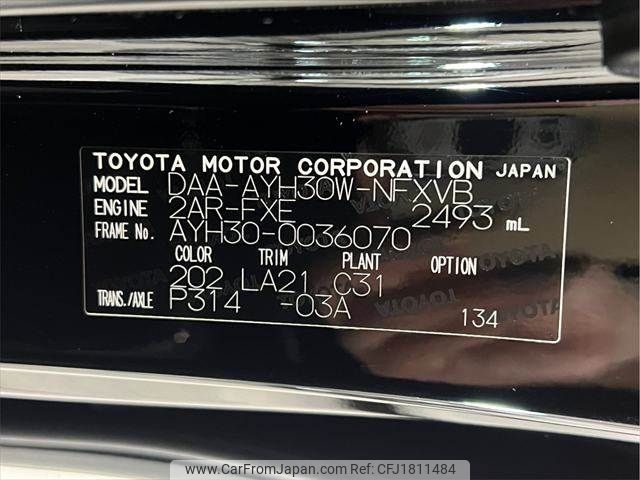 TOYOTA MOTOR CORPORATION JAPAN
MODEL DAA-AYH30W-NFXVB
ENGINE 2AR-FXE 2493 mL
FRAME No. AYH30-0036070
COLOR TRIM PLANT OPTION
202 LA21 C31
TRANS./AXLE P314 -03A
134
www.CarFromJapan.com - CFJ1811484